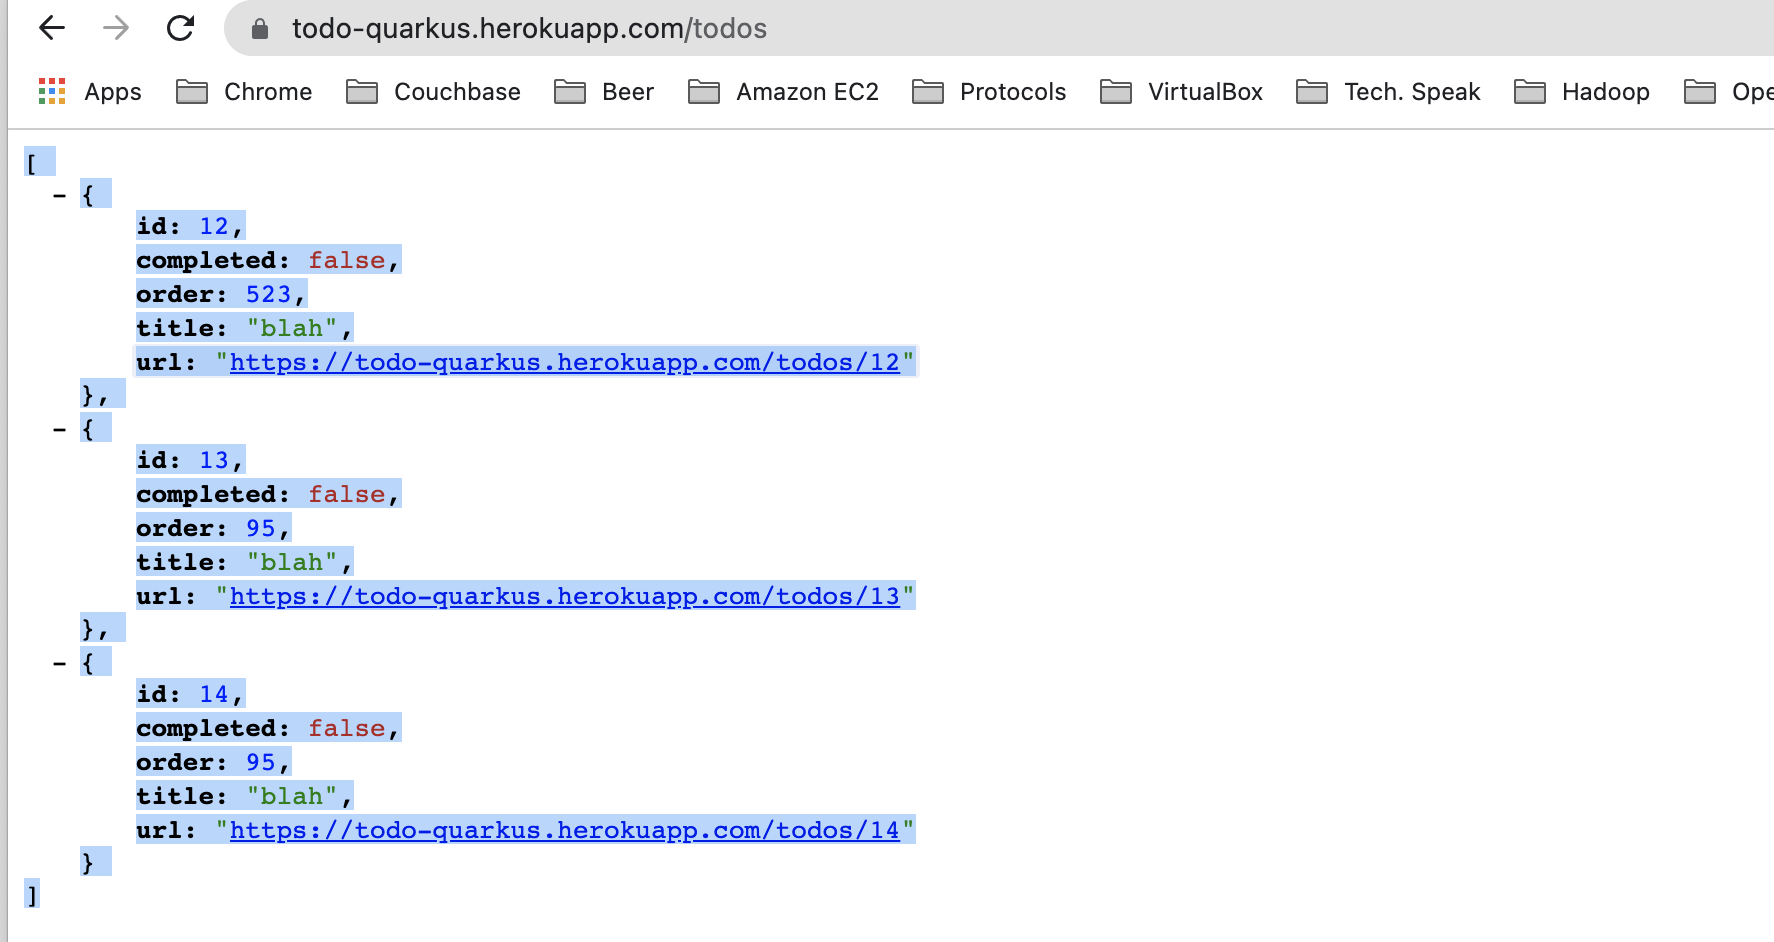 todo-quarkus.herokuapp.com/todos
Apps Chrome Couchbase Beer Amazon EC2 Protocols VirtualBox Tech. Speak Hadoop Ope
[
- {
id: 12,
completed: false,
order: 523,
title: "blah",
url: "https://todo-quarkus.herokuapp.com/todos/12"
},
- {
id: 13,
completed: false,
order: 95,
title: "blah",
url: "https://todo-quarkus.herokuapp.com/todos/13"
},
- {
id: 14,
completed: false,
order: 95,
title: "blah",
url: "https://todo-quarkus.herokuapp.com/todos/14"
}
]